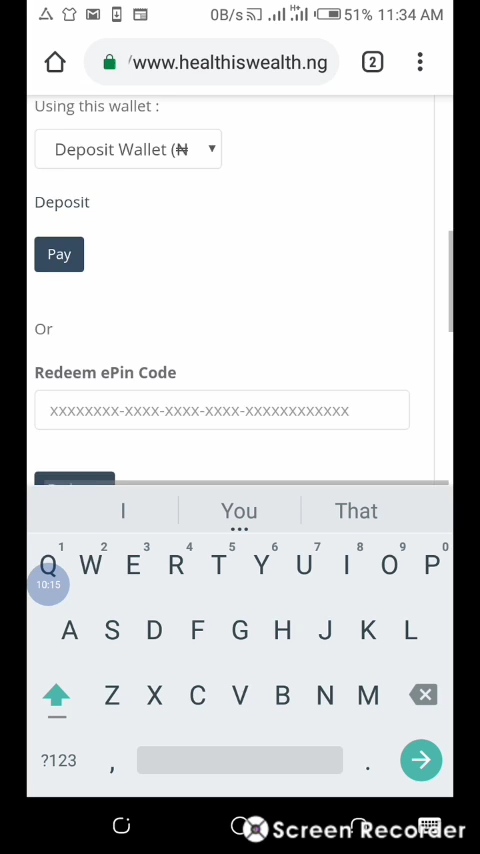 0B/s H+ 51% 11:34 AM
/www.healthiswealth.ng 2
Using this wallet :
Deposit Wallet (₦
Deposit
Pay
Or
Redeem ePin Code
xxxxxxxx-xxxx-xxxx-xxxx-xxxxxxxxxxxx
I You That
1 2 3 4 5 6 7 8 9 0
Q W E R T Y U I O P
10:15
A S D F G H J K L
Z X C V B N M
?123 , .
Screen Recorder